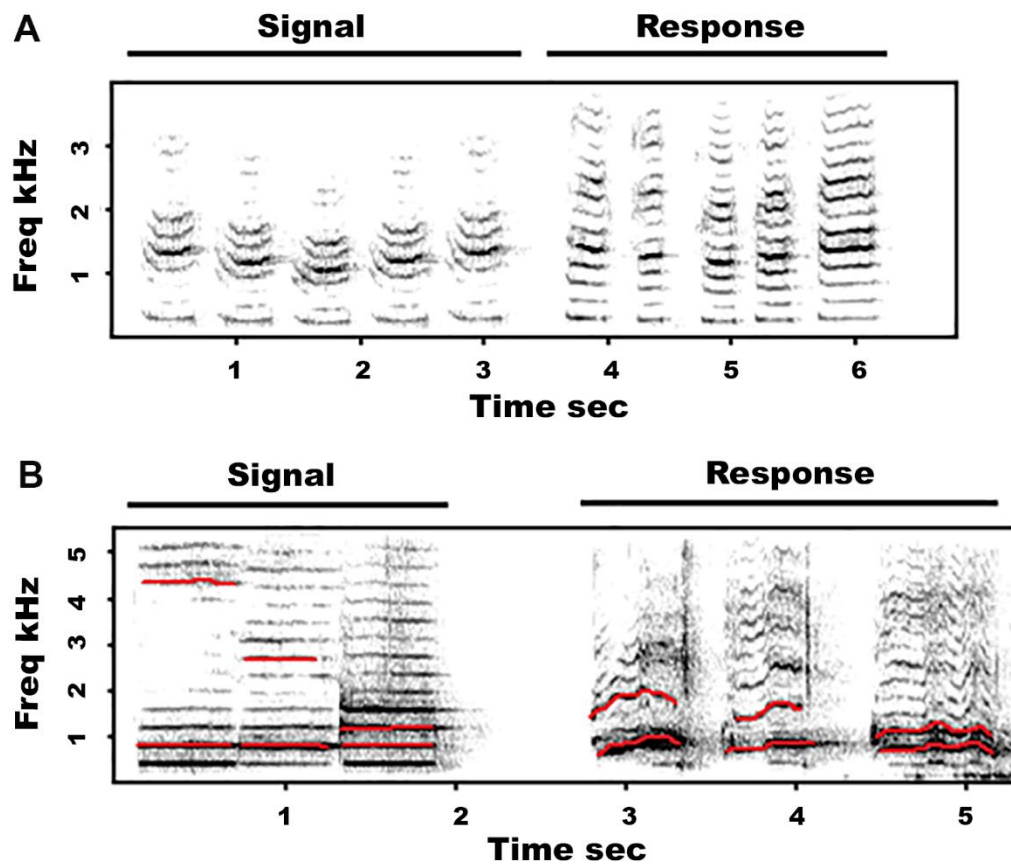 A
Signal Response
Freq kHz
3
2
1
1 2 3 4 5 6
Time sec
B
Signal Response
Freq kHz
5
4
3
2
1
1 2 3 4 5
Time sec